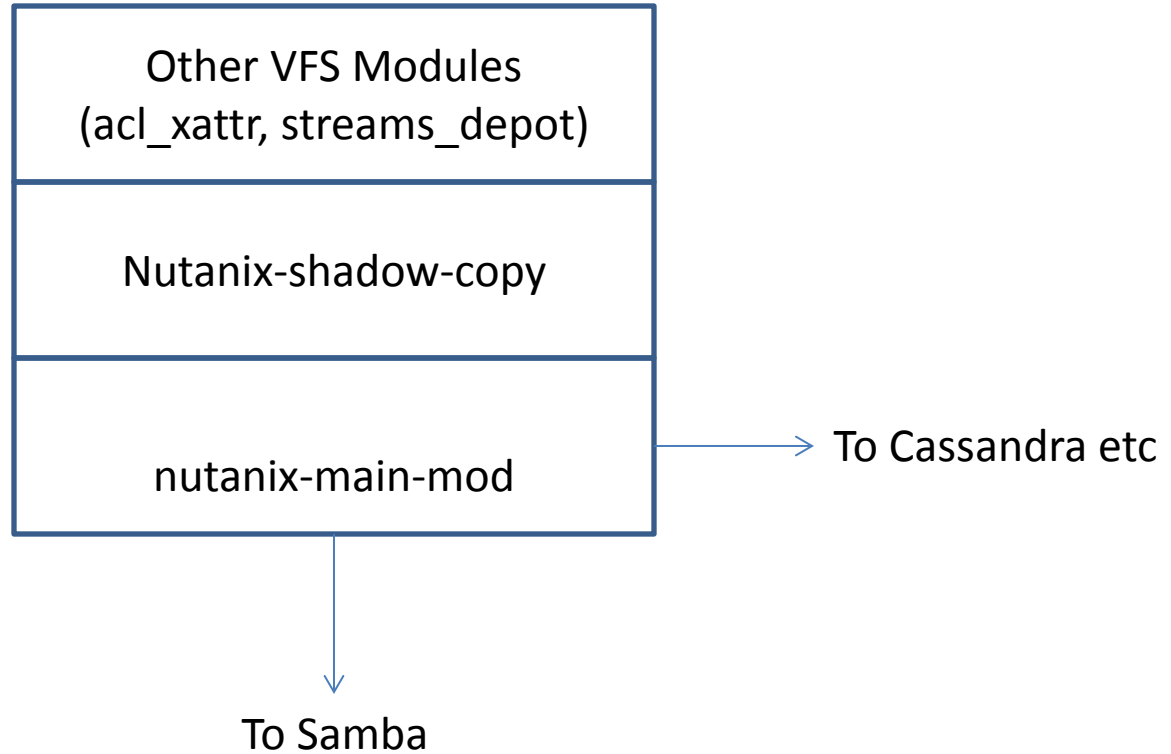 Other VFS Modules
(acl_xattr, streams_depot)
Nutanix-shadow-copy
nutanix-main-mod
To Cassandra etc
To Samba